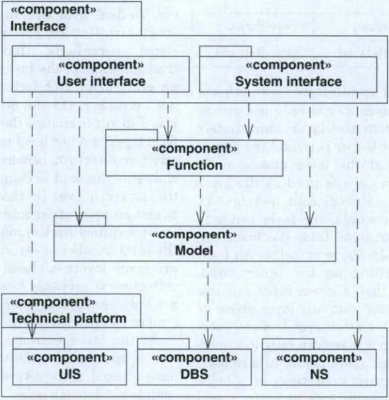 «component»
Interface
«component»
User interface
«component»
System interface
«component»
Function
«component»
Model
«component»
Technical platform
«component»
UIS
«component»
DBS
«component»
NS